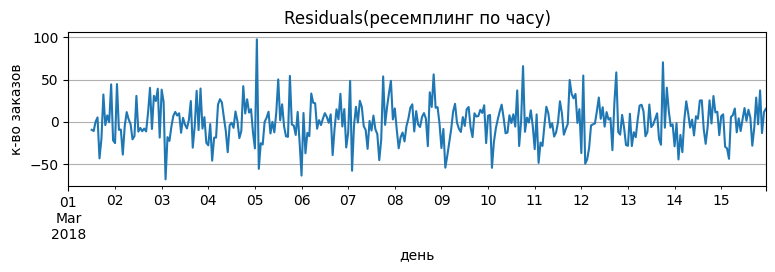 Residuals(ресемплинг по часу)
к-во заказов
100
50
0
−50
01 02 03 04 05 06 07 08 09 10 11 12 13 14 15
Mar
2018
день